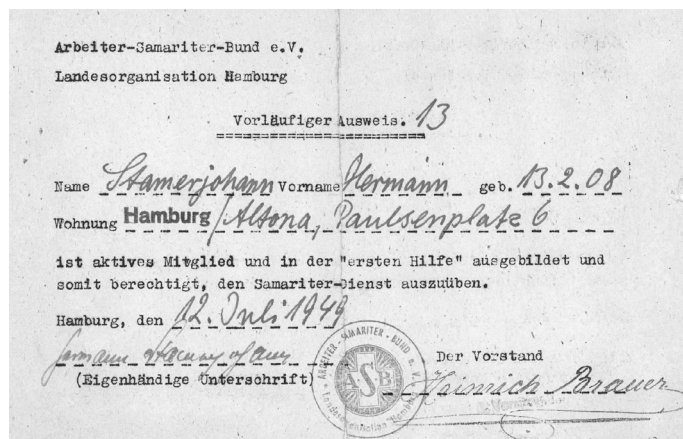 Arbeiter-Samariter-Bund e.V.
Landesorganisation Hamburg
Vorläufiger Ausweis. 13
Name Stamerjohann Vorname Hermann geb. 13.2.08
Wohnung Hamburg/Altona, Paulsenplatz 6
ist aktives Mitglied und in der "ersten Hilfe" ausgebildet und
somit berechtigt, den Samariter-Dienst auszuüben.
Hamburg, den 12. Juli 1949
Hermann Stamerjohann
(Eigenhändige Unterschrift)
ARBEITER-SAMARITER-BUND e.V.
ASB
Landesorganisation Hamburg
Der Vorstand
Heinrich Brauer